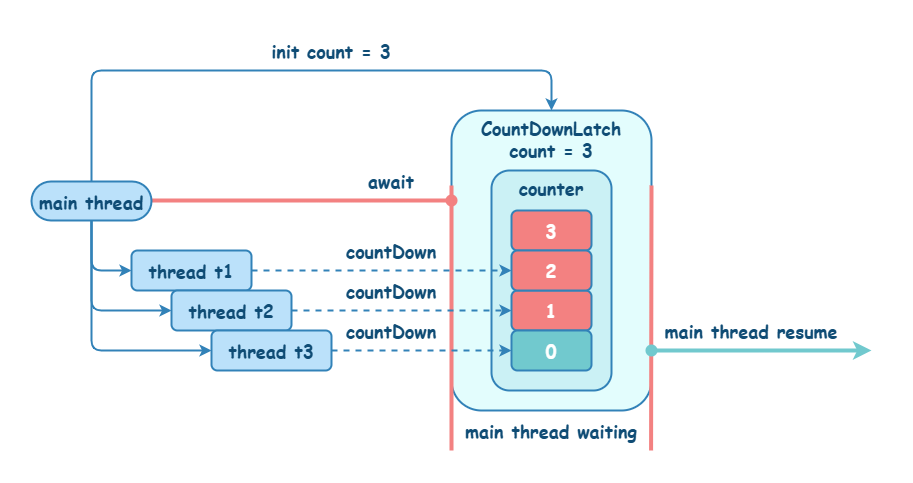 init count = 3
CountDownLatch
count = 3
counter
await
main thread
3
countDown
thread t1
2
countDown
thread t2
1
countDown
thread t3
0
main thread resume
main thread waiting